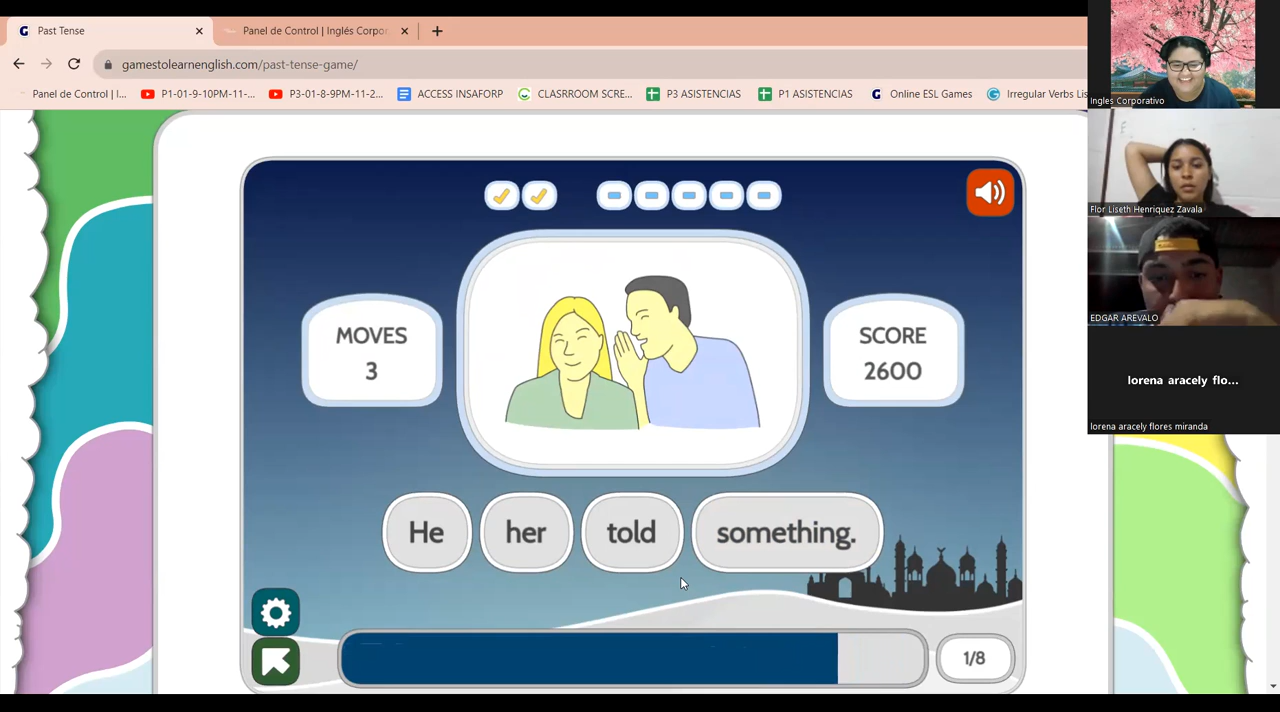 Past Tense
Panel de Control | Inglés Corpo
gamestolearnenglish.com/past-tense-game/
Panel de Control | I...
P1-01-9-10PM-11-...
P3-01-8-9PM-11-2...
ACCESS INSAFORP
CLASRROOM SCRE...
P3 ASISTENCIAS
P1 ASISTENCIAS
Online ESL Games
Irregular Verbs Lis
Ingles Corporativo
Flor Liseth Henriquez Zavala
EDGAR AREVALO
lorena aracely flo...
lorena aracely flores miranda
MOVES
3
SCORE
2600
He her told something.
1/8